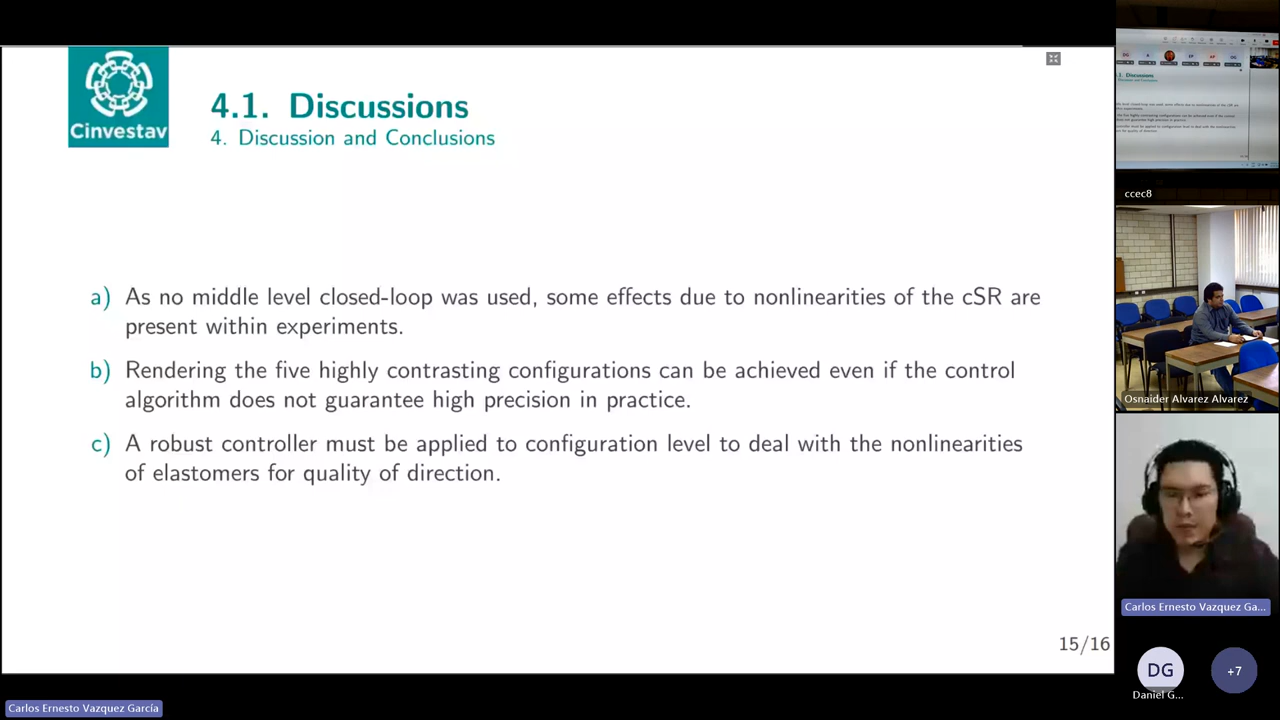 Cinvestav
4.1. Discussions
4. Discussion and Conclusions
a) As no middle level closed-loop was used, some effects due to nonlinearities of the cSR are
present within experiments.
b) Rendering the five highly contrasting configurations can be achieved even if the control
algorithm does not guarantee high precision in practice.
c) A robust controller must be applied to configuration level to deal with the nonlinearities
of elastomers for quality of direction.
15/16
Carlos Ernesto Vazquez García
ccec8
Osnaider Alvarez Alvarez
Carlos Ernesto Vazquez Ga...
DG
Daniel G...
+7